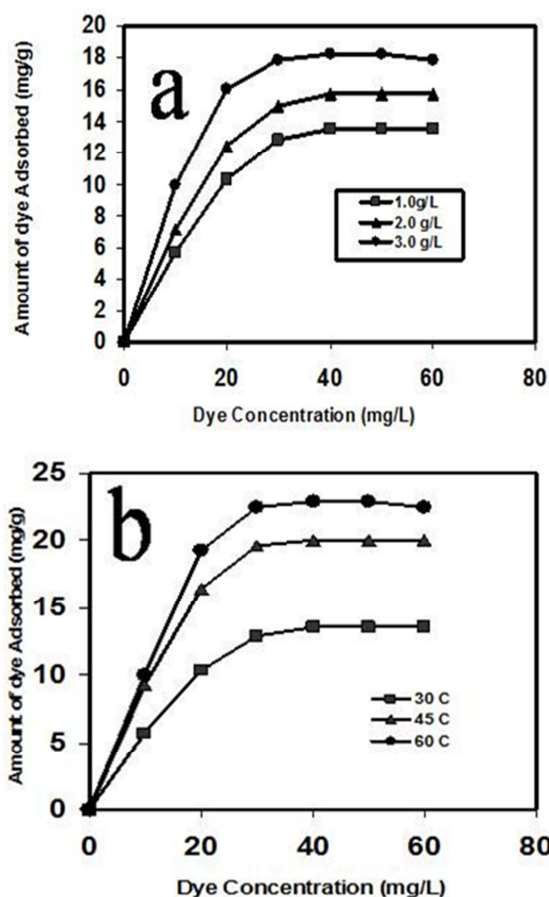 a
Amount of dye Adsorbed (mg/g)
20
18
16
14
12
10
8
6
4
2
0
1.0g/L
2.0 g/L
3.0 g/L
0 20 40 60 80
Dye Concentration (mg/L)
b
Amount of dye Adsorbed (mg/g)
25
20
15
10
5
0
30 C
45 C
60 C
0 20 40 60 80
Dye Concentration (mg/L)